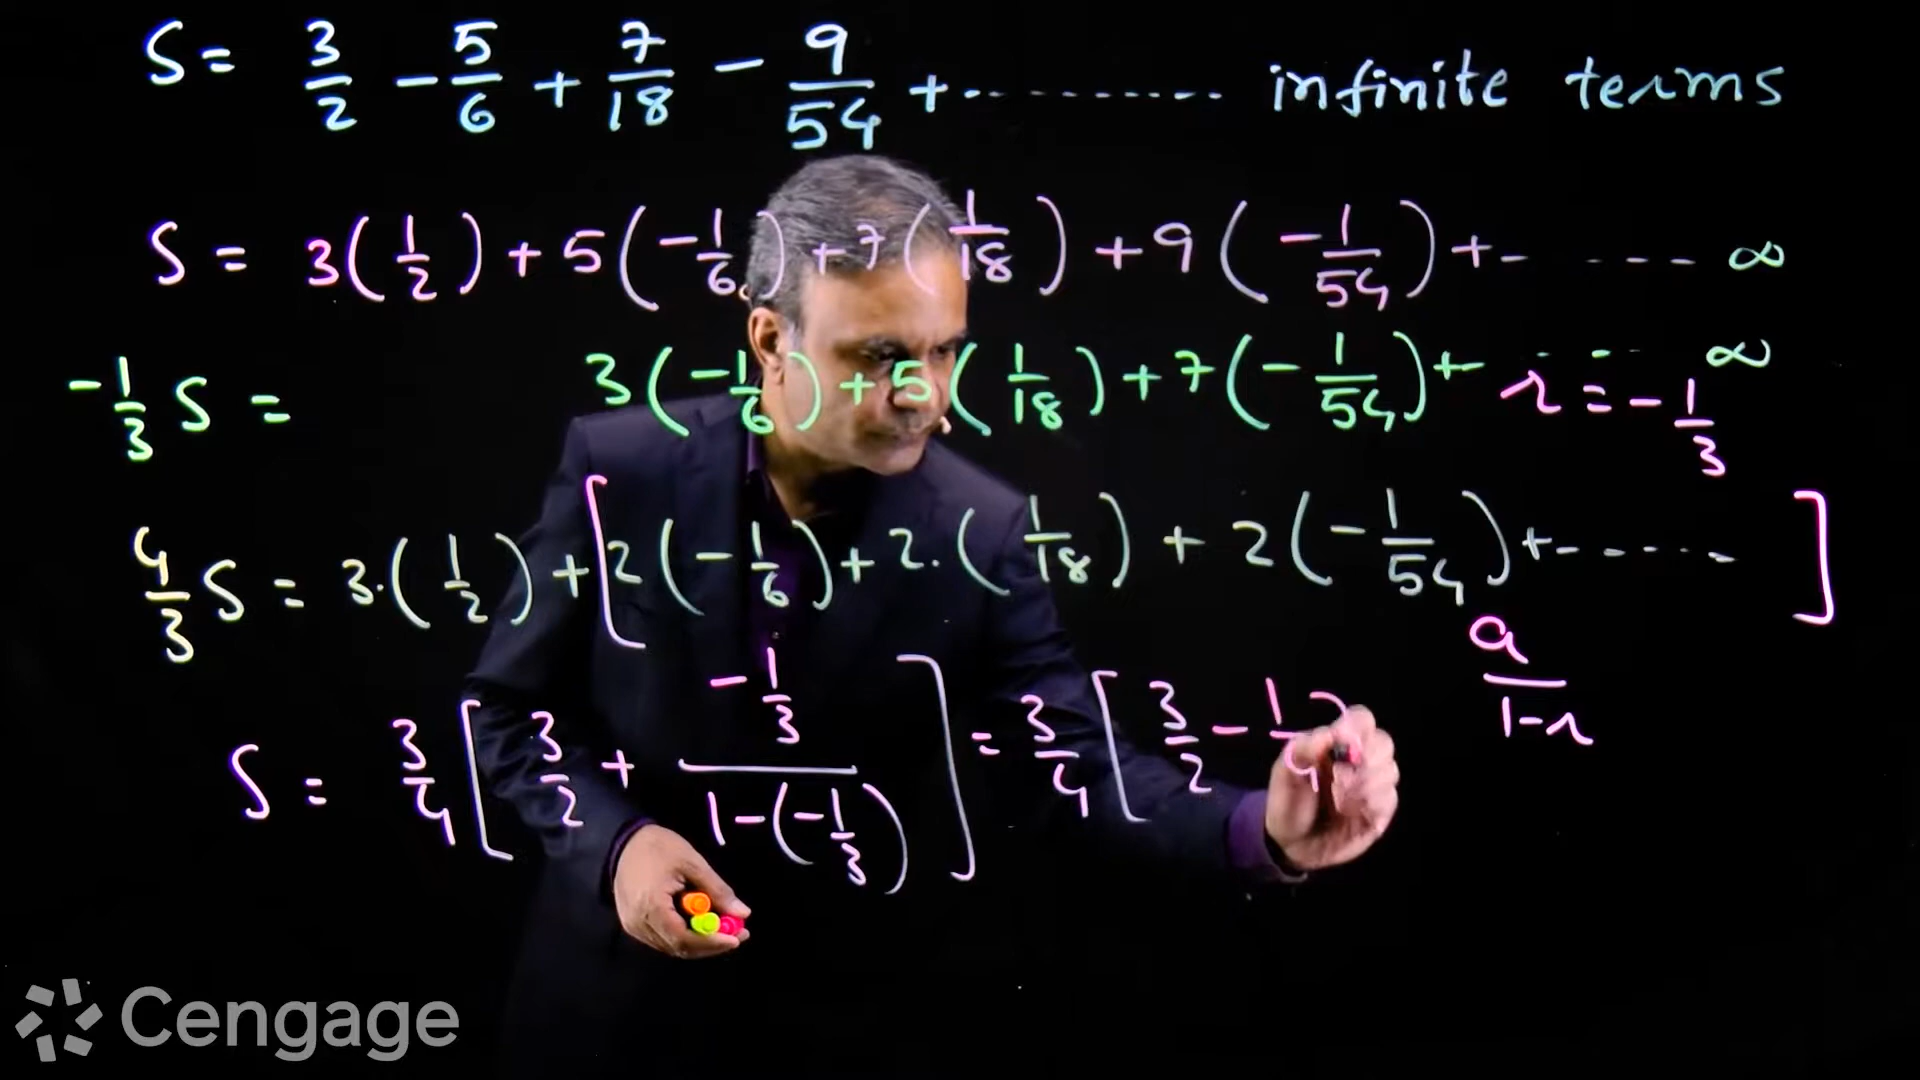 S = 3/2 - 5/6 + 7/18 - 9/54 + .......... infinite terms
S = 3(1/2) + 5(-1/6) + 7(1/18) + 9(-1/54) + - ..... ∞
-1/3 S = 3(-1/6) + 5(1/18) + 7(-1/54) + - ..... ∞
r = -1/3
4/3 S = 3.(1/2) + [2(-1/6) + 2.(1/18) + 2(-1/54) + ------ ]
a/(1-r)
S = 3/4 [3/2 + (-1/3)/(1-(-1/3))] = 3/4 [3/2 - 1/4]
Cengage